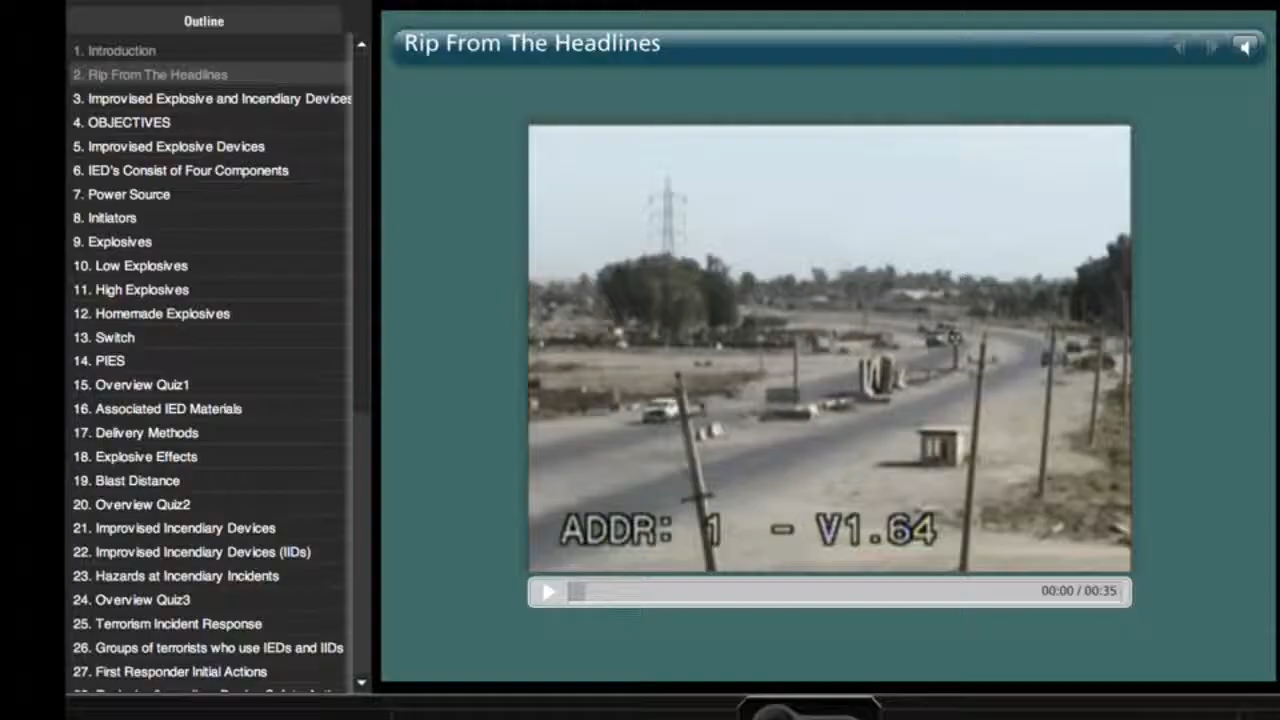 Outline
1. Introduction
2. Rip From The Headlines
3. Improvised Explosive and Incendiary Devices
4. OBJECTIVES
5. Improvised Explosive Devices
6. IED's Consist of Four Components
7. Power Source
8. Initiators
9. Explosives
10. Low Explosives
11. High Explosives
12. Homemade Explosives
13. Switch
14. PIES
15. Overview Quiz1
16. Associated IED Materials
17. Delivery Methods
18. Explosive Effects
19. Blast Distance
20. Overview Quiz2
21. Improvised Incendiary Devices
22. Improvised Incendiary Devices (IIDs)
23. Hazards at Incendiary Incidents
24. Overview Quiz3
25. Terrorism Incident Response
26. Groups of terrorists who use IEDs and IIDs
27. First Responder Initial Actions
Rip From The Headlines
ADDR: 1 - V1.64
00:00 / 00:35